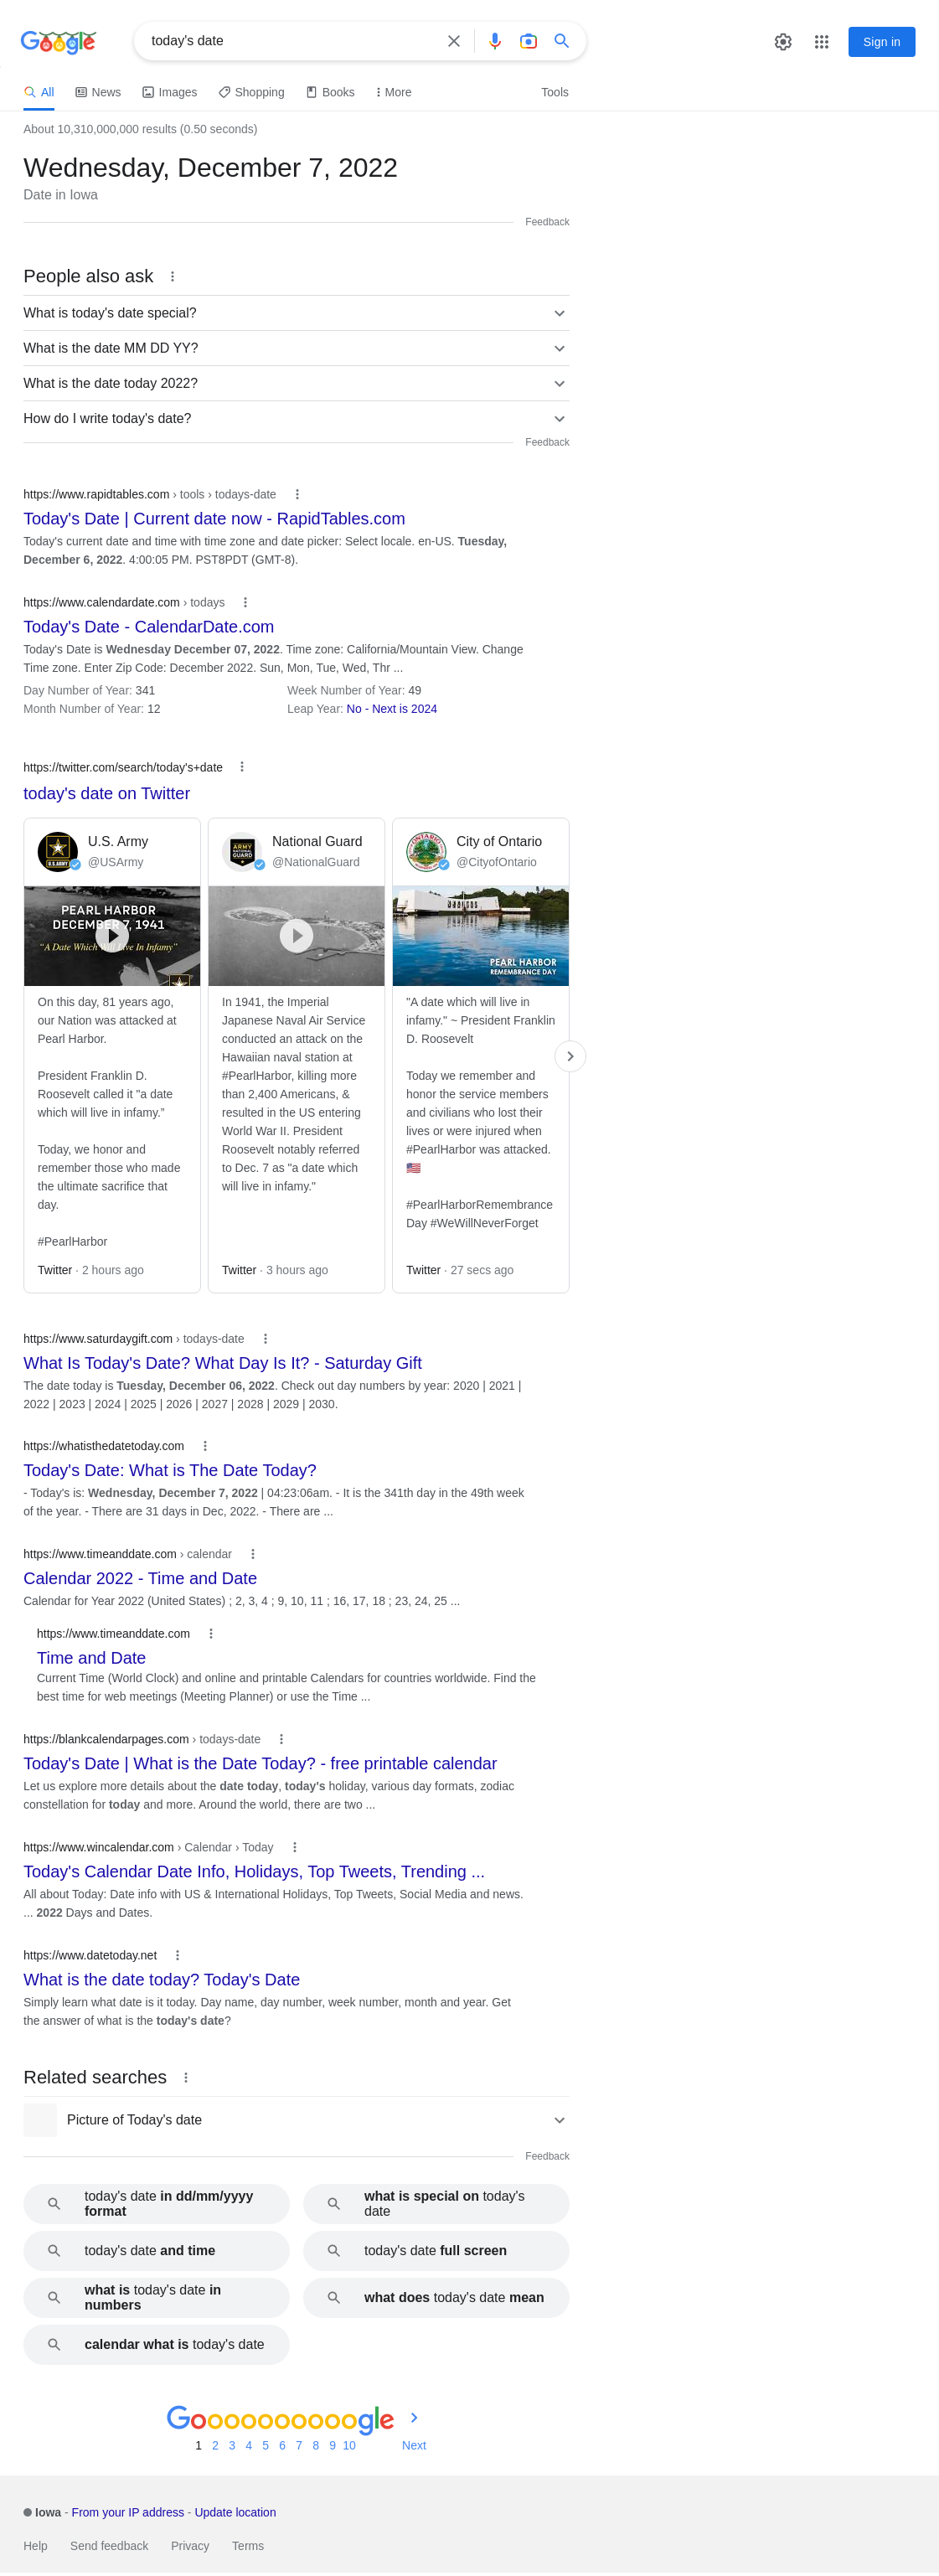 Google
today's date
Sign in
All
News
Images
Shopping
Books
More
Tools
About 10,310,000,000 results (0.50 seconds)
Wednesday, December 7, 2022
Date in Iowa
Feedback
People also ask
What is today's date special?
What is the date MM DD YY?
What is the date today 2022?
How do I write today's date?
Feedback
https://www.rapidtables.com › tools › todays-date
Today's Date | Current date now - RapidTables.com
Today's current date and time with time zone and date picker: Select locale. en-US. Tuesday,
December 6, 2022. 4:00:05 PM. PST8PDT (GMT-8).
https://www.calendardate.com › todays
Today's Date - CalendarDate.com
Today's Date is Wednesday December 07, 2022. Time zone: California/Mountain View. Change
Time zone. Enter Zip Code: December 2022. Sun, Mon, Tue, Wed, Thr ...
Day Number of Year: 341
Week Number of Year: 49
Month Number of Year: 12
Leap Year: No - Next is 2024
https://twitter.com/search/today's+date
today's date on Twitter
U.S. Army
@USArmy
U.S.ARMY
PEARL HARBOR
DECEMBER 7, 1941
“A Date Which Will Live In Infamy”
On this day, 81 years ago,
our Nation was attacked at
Pearl Harbor.
President Franklin D.
Roosevelt called it "a date
which will live in infamy.”
Today, we honor and
remember those who made
the ultimate sacrifice that
day.
#PearlHarbor
Twitter · 2 hours ago
National Guard
@NationalGuard
ARMY
NATIONAL
GUARD
In 1941, the Imperial
Japanese Naval Air Service
conducted an attack on the
Hawaiian naval station at
#PearlHarbor, killing more
than 2,400 Americans, &
resulted in the US entering
World War II. President
Roosevelt notably referred
to Dec. 7 as "a date which
will live in infamy."
Twitter · 3 hours ago
City of Ontario
@CityofOntario
ONTARIO
PEARL HARBOR
REMEMBRANCE DAY
"A date which will live in
infamy." ~ President Franklin
D. Roosevelt
Today we remember and
honor the service members
and civilians who lost their
lives or were injured when
#PearlHarbor was attacked.
🇺🇸
#PearlHarborRemembrance
Day #WeWillNeverForget
Twitter · 27 secs ago
https://www.saturdaygift.com › todays-date
What Is Today's Date? What Day Is It? - Saturday Gift
The date today is Tuesday, December 06, 2022. Check out day numbers by year: 2020 | 2021 |
2022 | 2023 | 2024 | 2025 | 2026 | 2027 | 2028 | 2029 | 2030.
https://whatisthedatetoday.com
Today's Date: What is The Date Today?
- Today's is: Wednesday, December 7, 2022 | 04:23:06am. - It is the 341th day in the 49th week
of the year. - There are 31 days in Dec, 2022. - There are ...
https://www.timeanddate.com › calendar
Calendar 2022 - Time and Date
Calendar for Year 2022 (United States) ; 2, 3, 4 ; 9, 10, 11 ; 16, 17, 18 ; 23, 24, 25 ...
https://www.timeanddate.com
Time and Date
Current Time (World Clock) and online and printable Calendars for countries worldwide. Find the
best time for web meetings (Meeting Planner) or use the Time ...
https://blankcalendarpages.com › todays-date
Today's Date | What is the Date Today? - free printable calendar
Let us explore more details about the date today, today's holiday, various day formats, zodiac
constellation for today and more. Around the world, there are two ...
https://www.wincalendar.com › Calendar › Today
Today's Calendar Date Info, Holidays, Top Tweets, Trending ...
All about Today: Date info with US & International Holidays, Top Tweets, Social Media and news.
... 2022 Days and Dates.
https://www.datetoday.net
What is the date today? Today's Date
Simply learn what date is it today. Day name, day number, week number, month and year. Get
the answer of what is the today's date?
Related searches
Picture of Today's date
Feedback
today's date in dd/mm/yyyy
format
what is special on today's
date
today's date and time
today's date full screen
what is today's date in
numbers
what does today's date mean
calendar what is today's date
Goooooooooogle
1 2 3 4 5 6 7 8 9 10 Next
Iowa - From your IP address - Update location
Help
Send feedback
Privacy
Terms